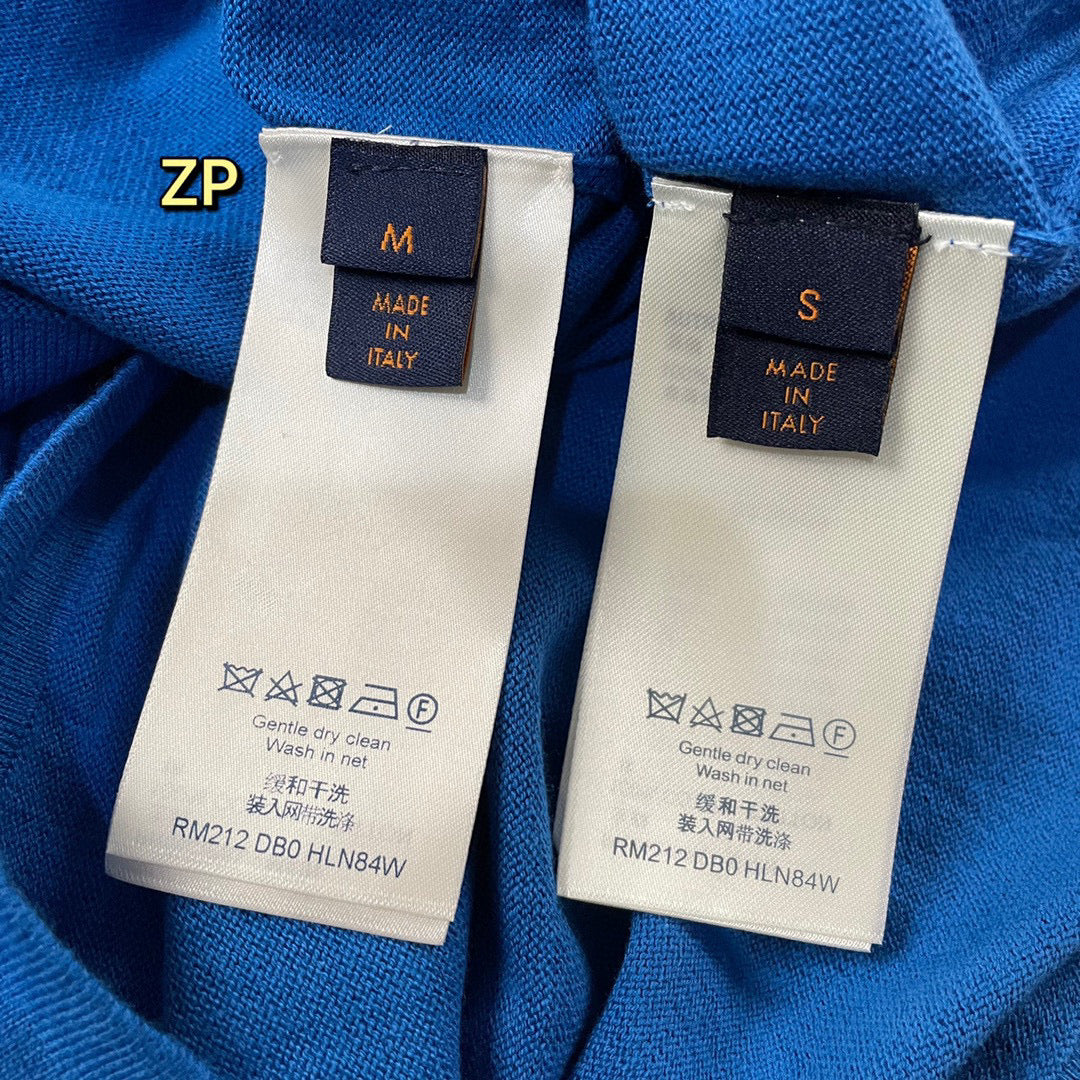 ZP
M
MADE
IN
ITALY
Gentle dry clean
Wash in net
缓和干洗
装入网带洗涤
RM212 DB0 HLN84W
S
MADE
IN
ITALY
Gentle dry clean
Wash in net
缓和干洗
装入网带洗涤
RM212 DB0 HLN84W